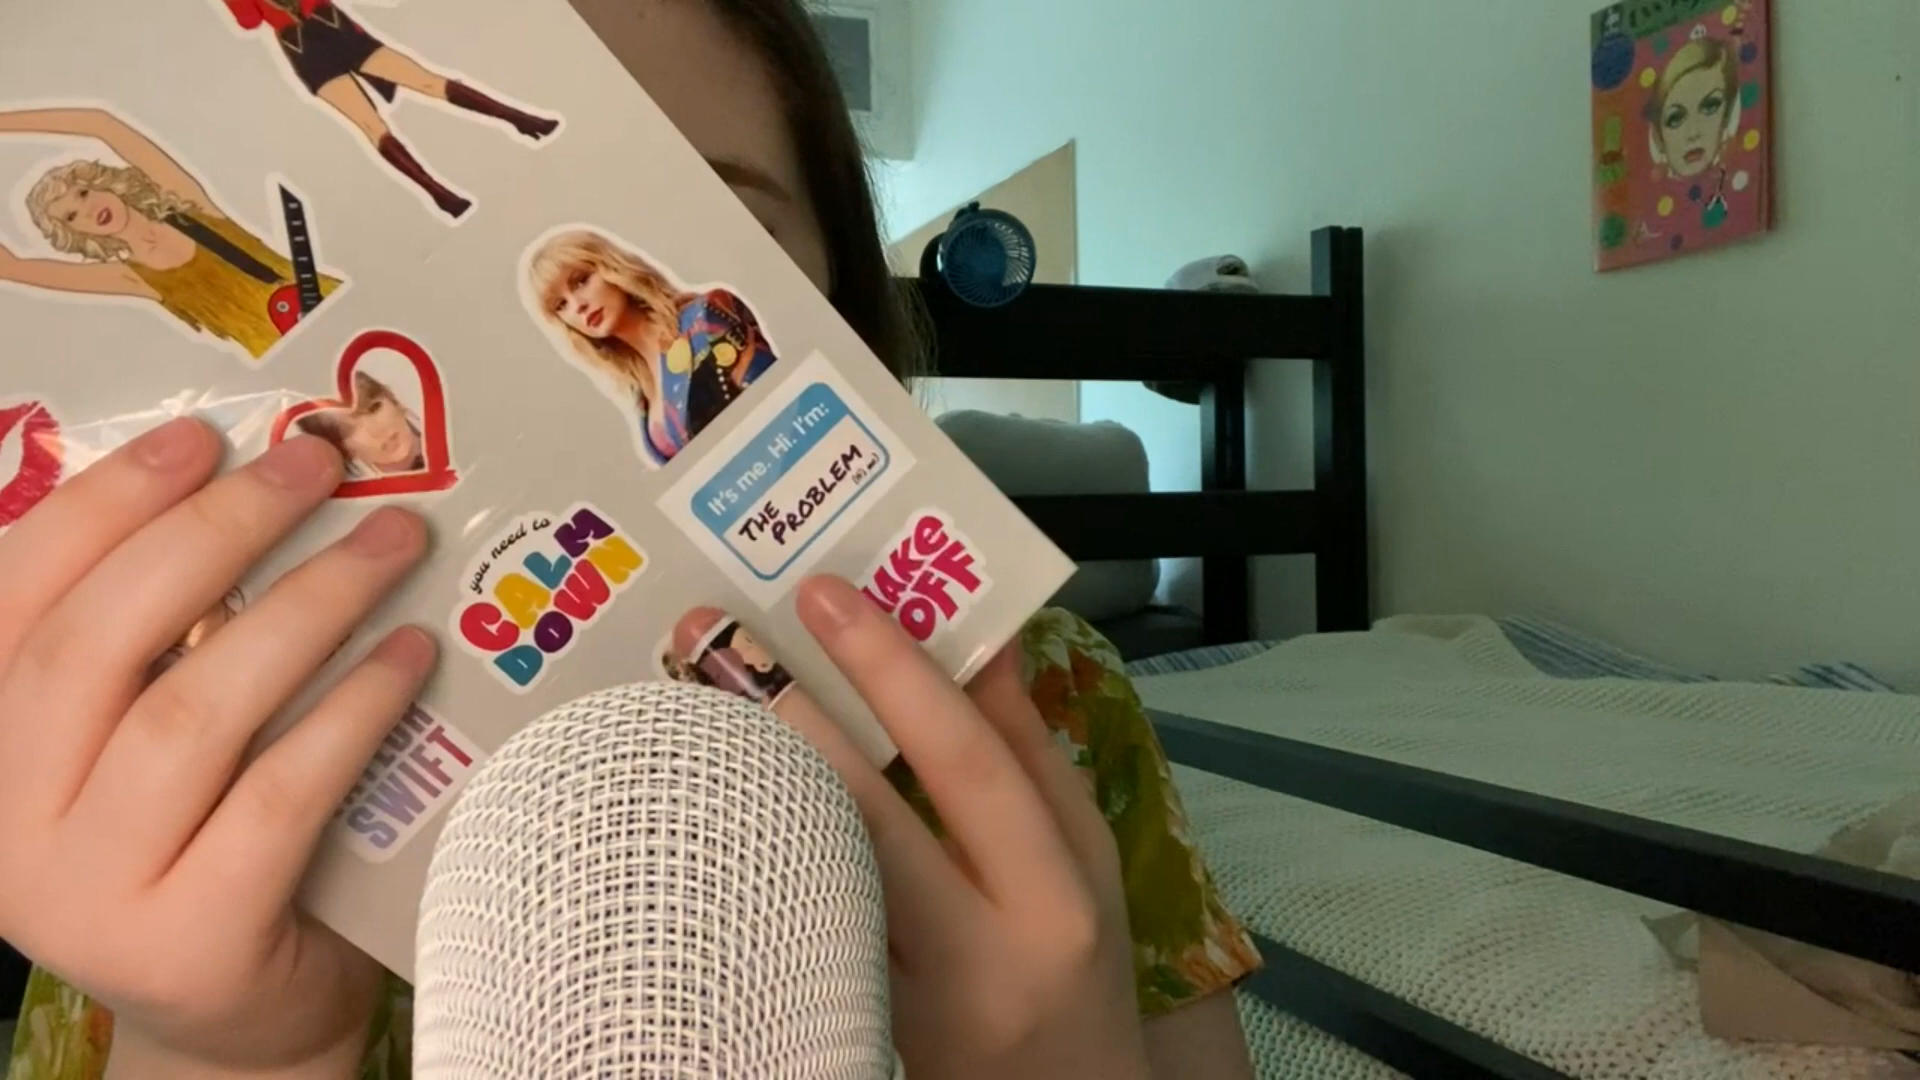 It's me. Hi. I'm:
THE
PROBLEM
you need to
CALM
DOWN
OFF
SWIFT